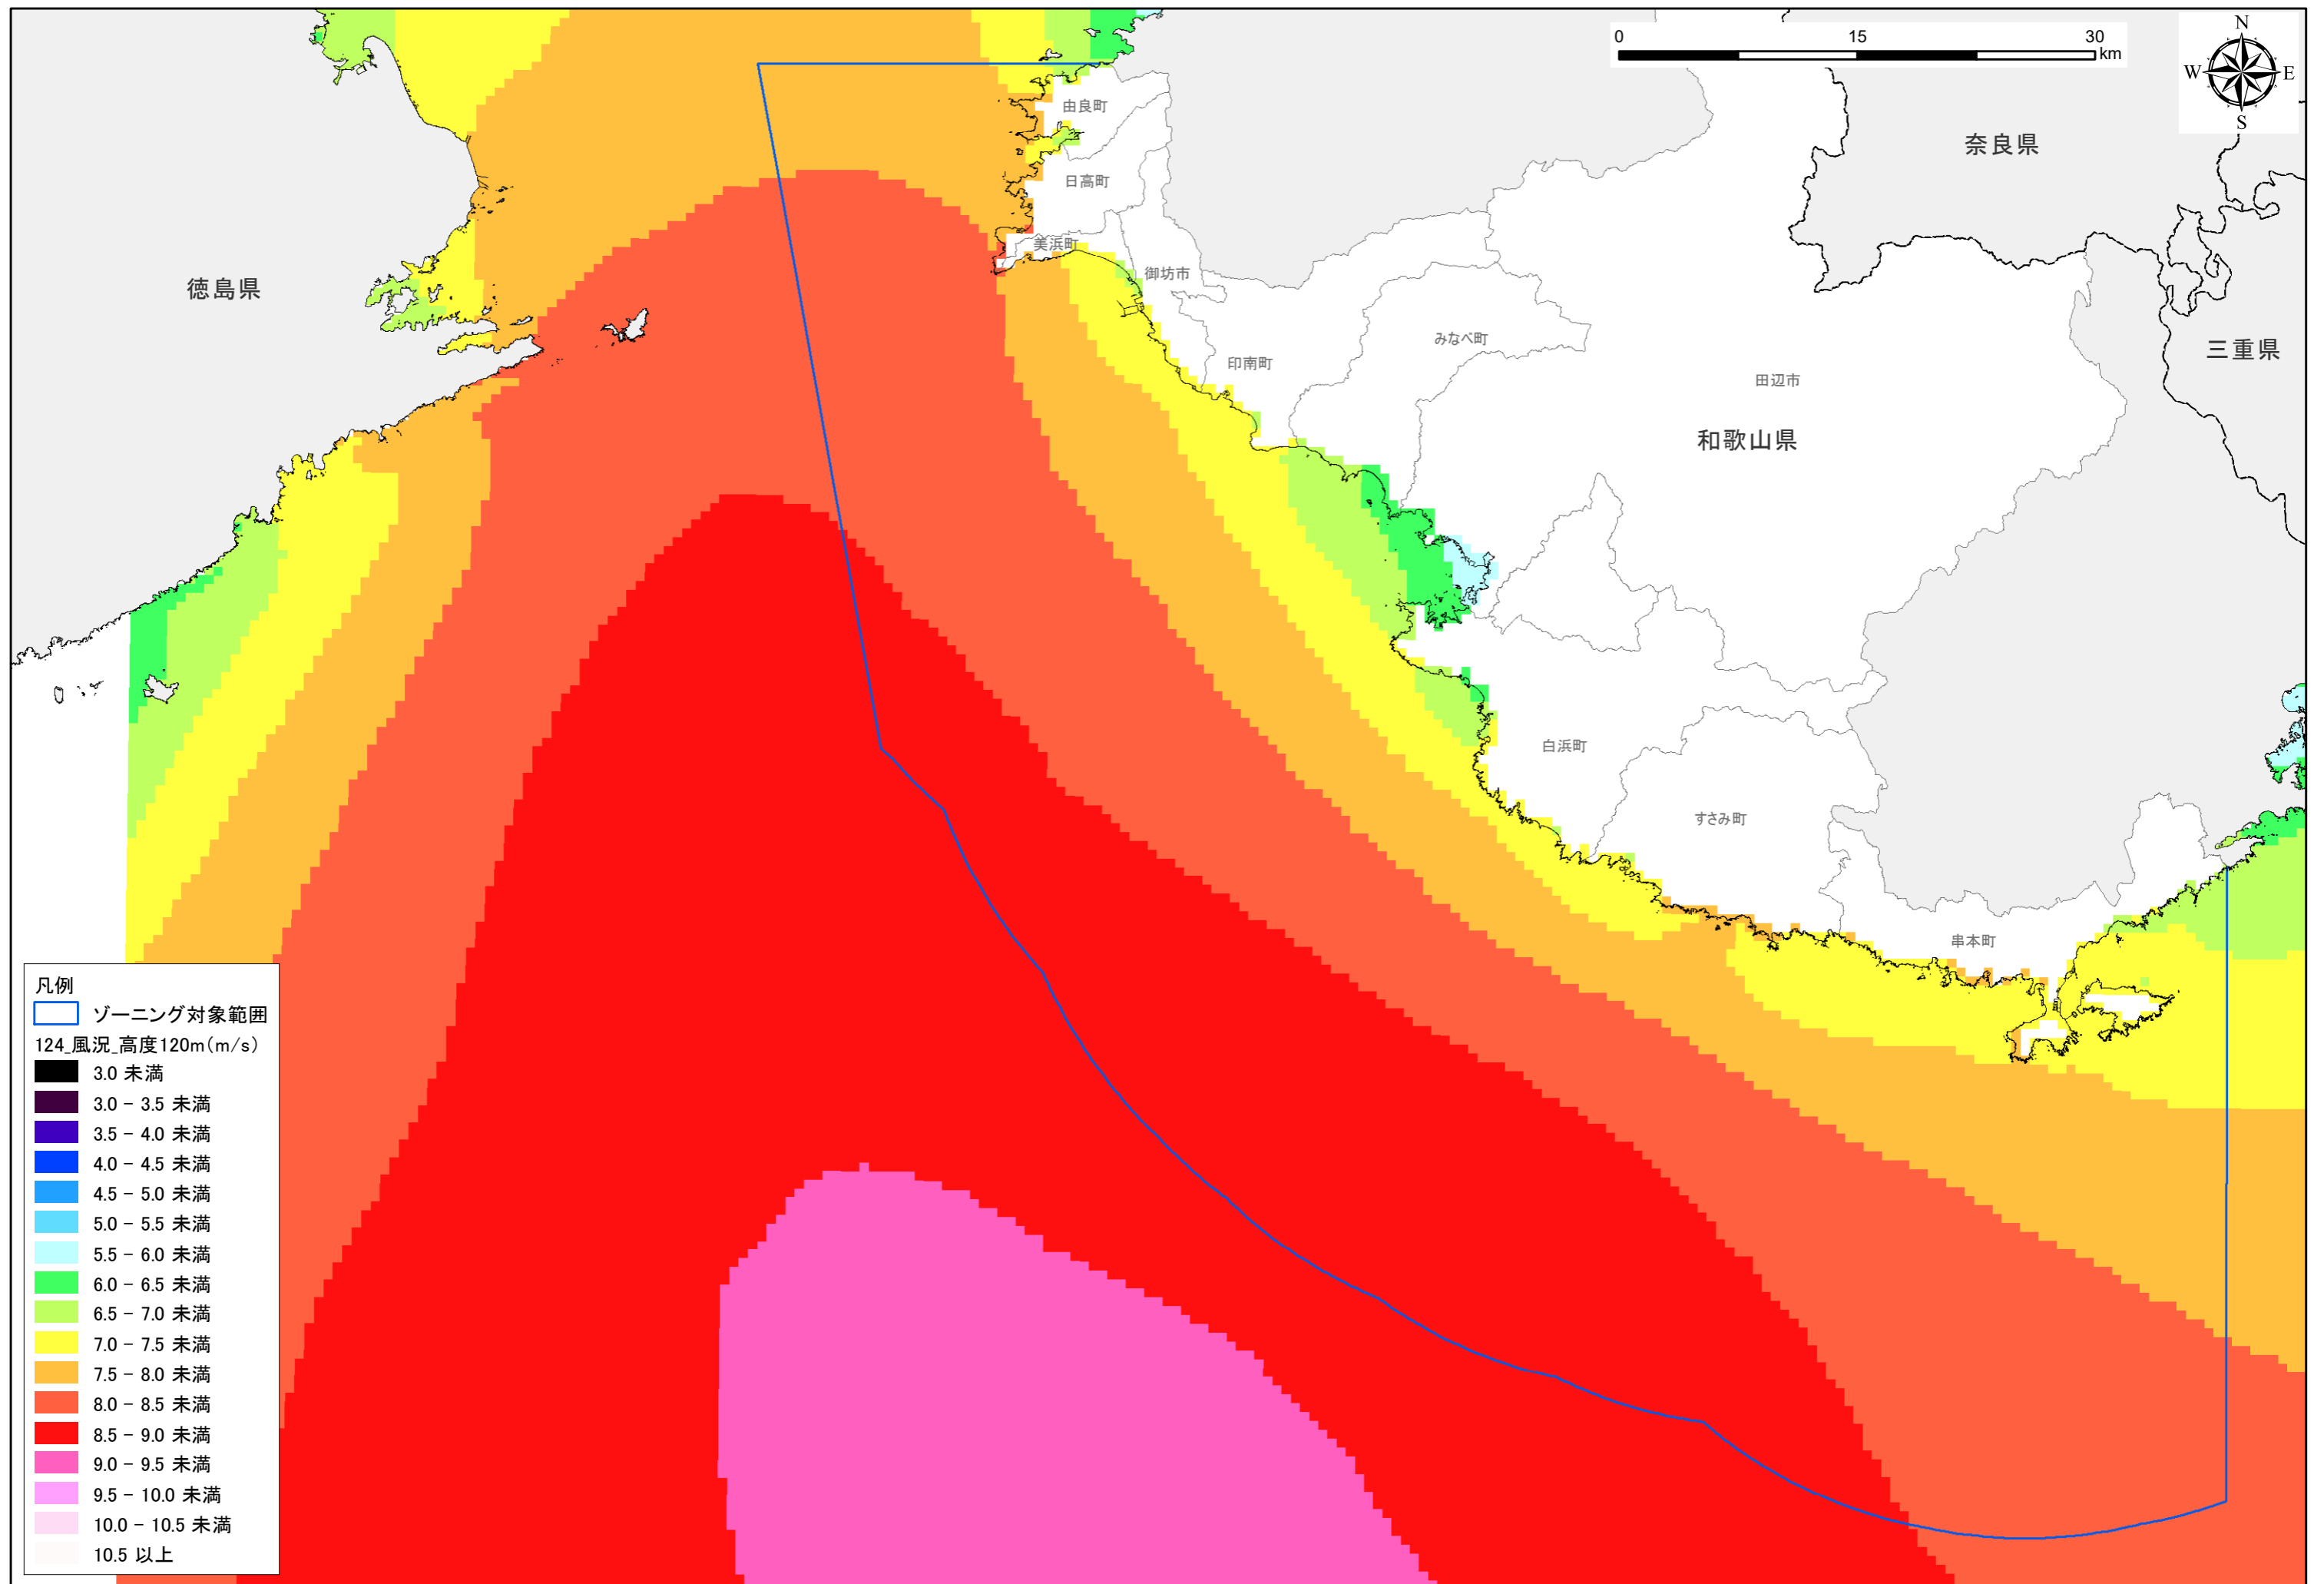 0 15 30
km
N
W E
S
由良町
奈良県
日高町
美浜町
御坊市
徳島県
みなべ町
三重県
印南町
田辺市
和歌山県
白浜町
すさみ町
串本町
凡例
ゾーニング対象範囲
124_風況_高度120m(m/s)
3.0 未満
3.0 - 3.5 未満
3.5 - 4.0 未満
4.0 - 4.5 未満
4.5 - 5.0 未満
5.0 - 5.5 未満
5.5 - 6.0 未満
6.0 - 6.5 未満
6.5 - 7.0 未満
7.0 - 7.5 未満
7.5 - 8.0 未満
8.0 - 8.5 未満
8.5 - 9.0 未満
9.0 - 9.5 未満
9.5 - 10.0 未満
10.0 - 10.5 未満
10.5 以上